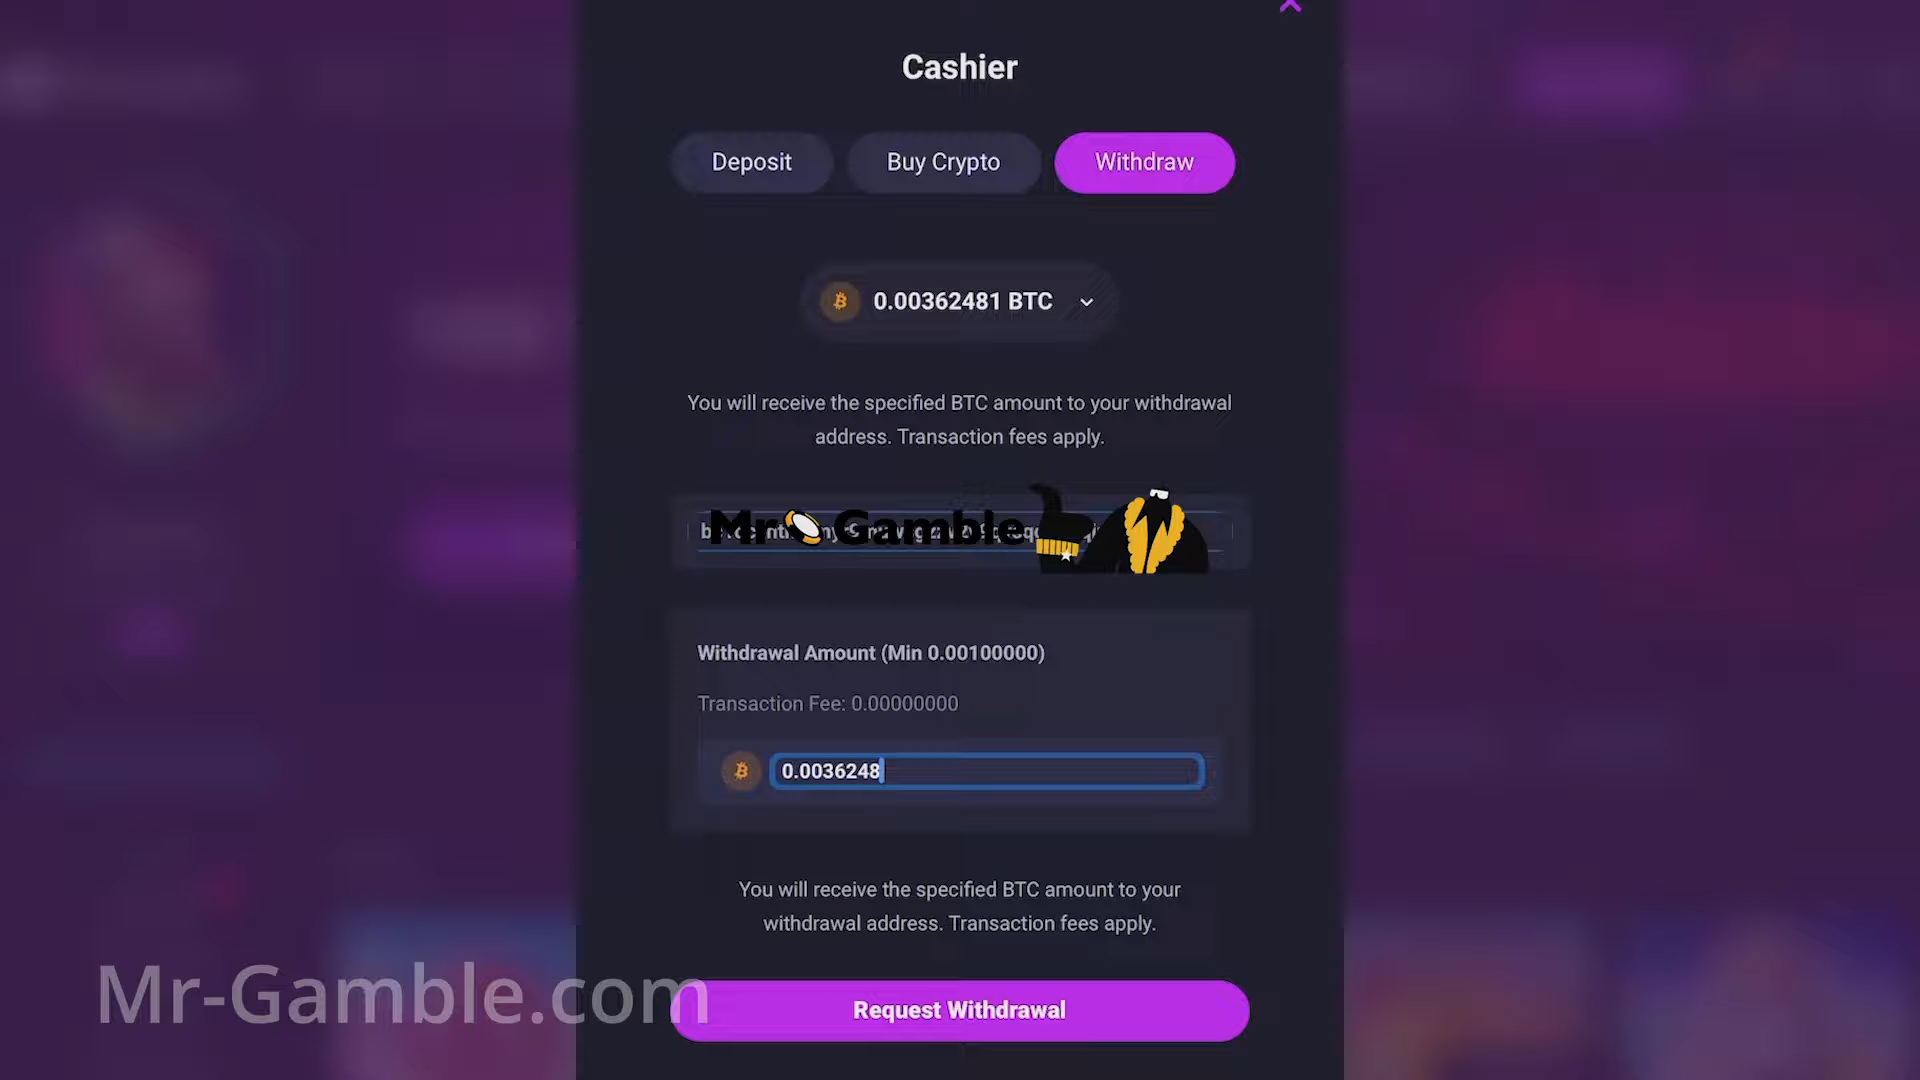 Cashier
Deposit
Buy Crypto
Withdraw
0.00362481 BTC
You will receive the specified BTC amount to your withdrawal
address. Transaction fees apply.
Mr Gamble
Withdrawal Amount (Min 0.00100000)
Transaction Fee: 0.00000000
0.0036248
You will receive the specified BTC amount to your
withdrawal address. Transaction fees apply.
Mr-Gamble.com
Request Withdrawal